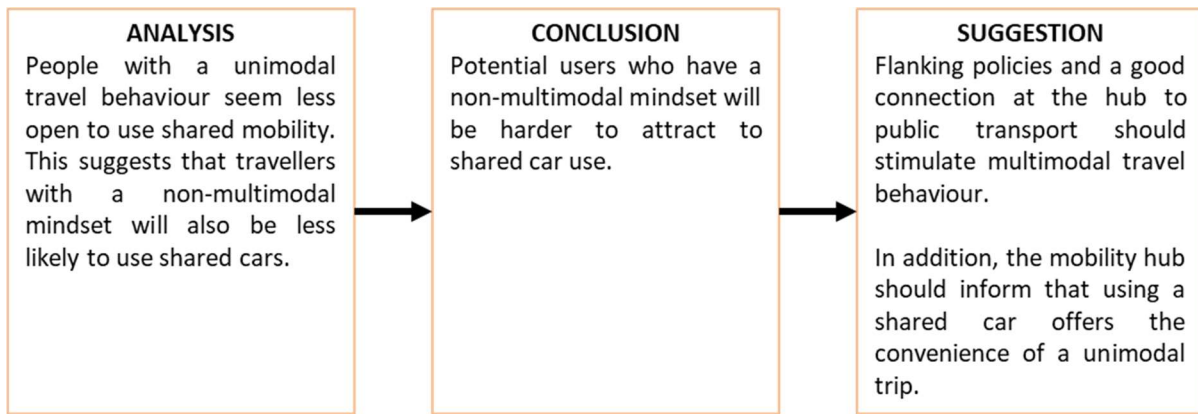 ANALYSIS
People with a unimodal
travel behaviour seem less
open to use shared mobility.
This suggests that travellers
with a non-multimodal
mindset will also be less
likely to use shared cars.
CONCLUSION
Potential users who have a
non-multimodal mindset will
be harder to attract to
shared car use.
SUGGESTION
Flanking policies and a good
connection at the hub to
public transport should
stimulate multimodal travel
behaviour.
In addition, the mobility hub
should inform that using a
shared car offers the
convenience of a unimodal
trip.